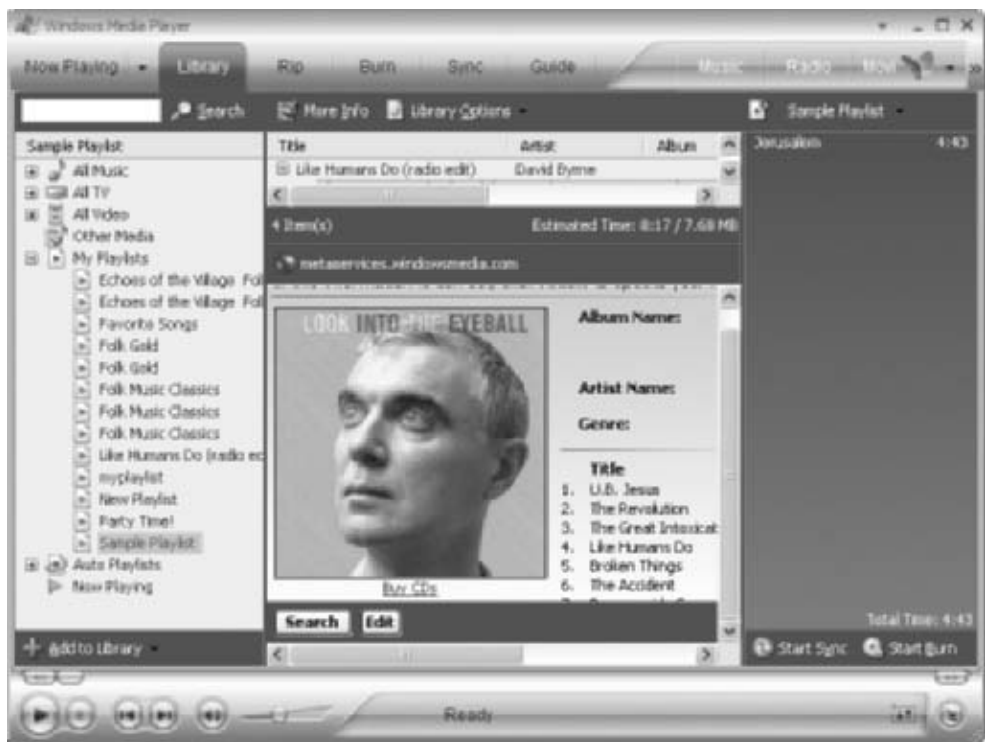 Windows Media Player
Now Playing
Library
Rip
Burn
Sync
Guide
Music
Radio
Search
More Info
Library Options
Sample Playlist
Sample Playlist
All Music
All TV
All Video
Other Media
My Playlists
Echoes of the Village Fol
Echoes of the Village Fol
Favorite Songs
Folk Gold
Folk Gold
Folk Music Classics
Folk Music Classics
Folk Music Classics
Like Humans Do (radio ec
myplaylist
New Playlist
Party Time!
Sample Playlist
Auto Playlists
Now Playing
Add to Library
Title Artist Album
Like Humans Do (radio edit) David Byrne
4 Item(s) Estimated Time: 8:17 / 7.68 MB
metaservices.windowsmedia.com
LOOK INTO THE EYEBALL
Buy CDs
Album Name:
Artist Name:
Genre:
Title
1. U.B. Jesus
2. The Revolution
3. The Great Intoxicat
4. Like Humans Do
5. Broken Things
6. The Accident
Search Edit
Jerusalem 4:43
Total Time: 4:43
Start Sync Start Burn
Ready